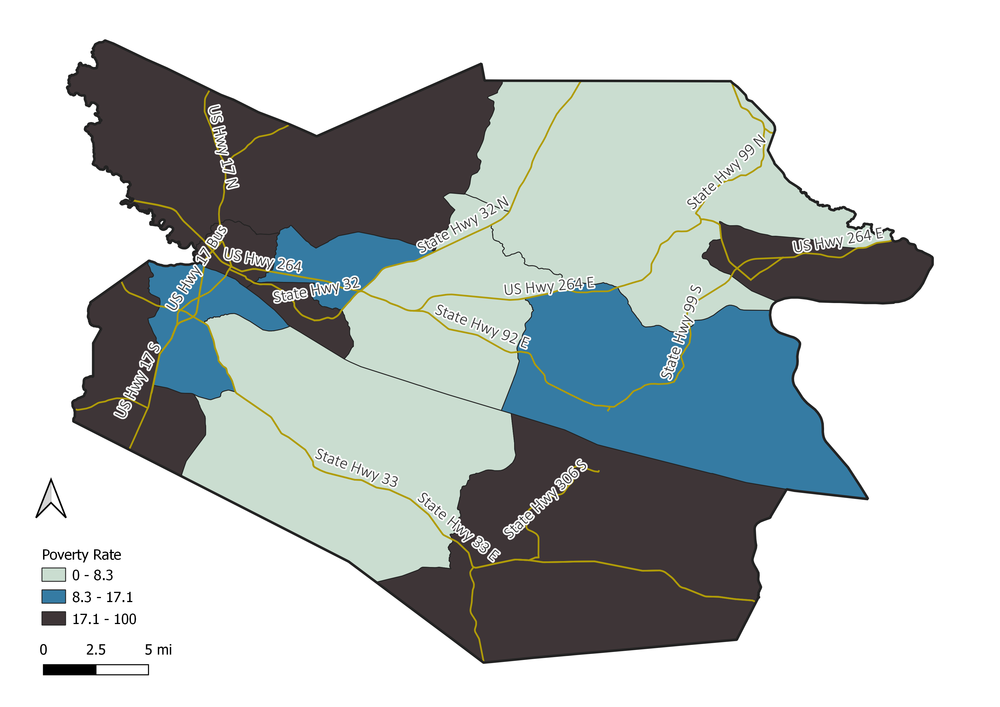 US Hwy 17 N
State Hwy 99 N
State Hwy 32 N
US Hwy 17 Bus
US Hwy 264 E
US Hwy 264
State Hwy 32
US Hwy 264 E
US Hwy
State Hwy 99 S
State Hwy 92 E
US Hwy 17 S
State Hwy 33
State Hwy 306 S
State Hwy 33 E
Poverty Rate
0 - 8.3
8.3 - 17.1
17.1 - 100
0 2.5 5 mi